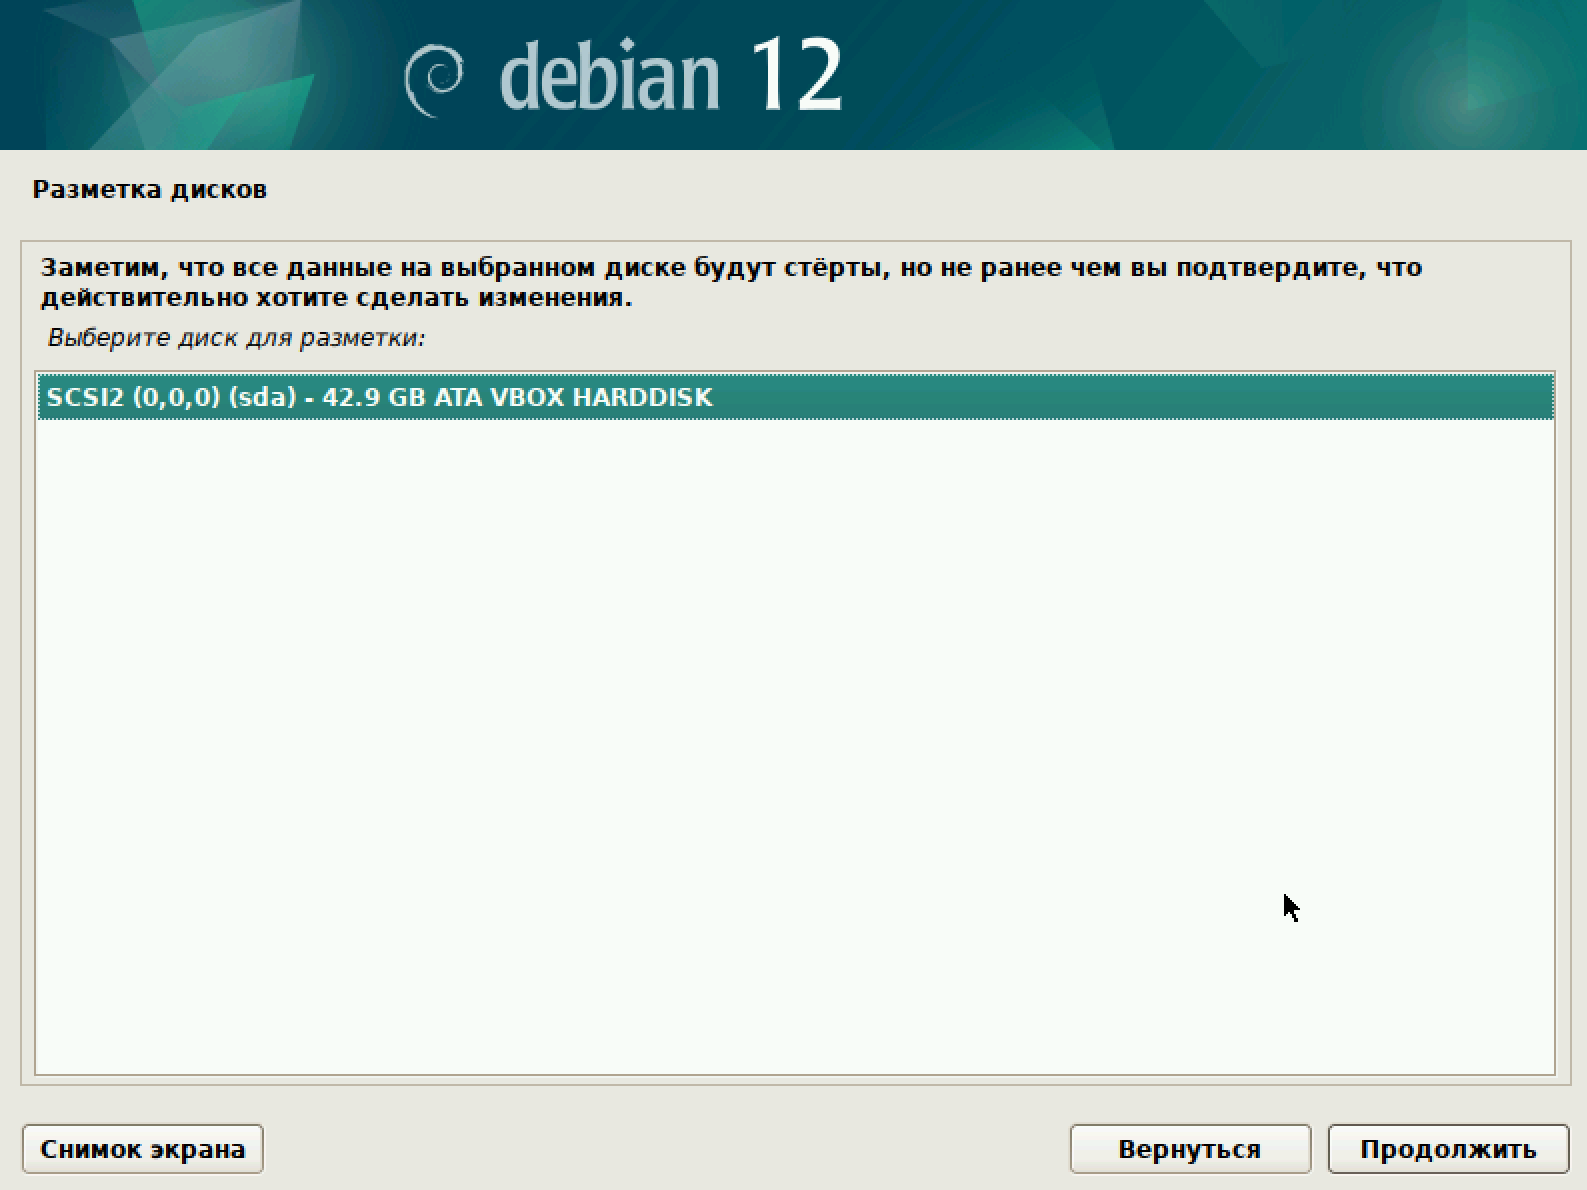 debian 12
Разметка дисков
Заметим, что все данные на выбранном диске будут стёрты, но не ранее чем вы подтвердите, что
действительно хотите сделать изменения.
Выберите диск для разметки:
SCSI2 (0,0,0) (sda) - 42.9 GB ATA VBOX HARDDISK
Снимок экрана
Вернуться
Продолжить